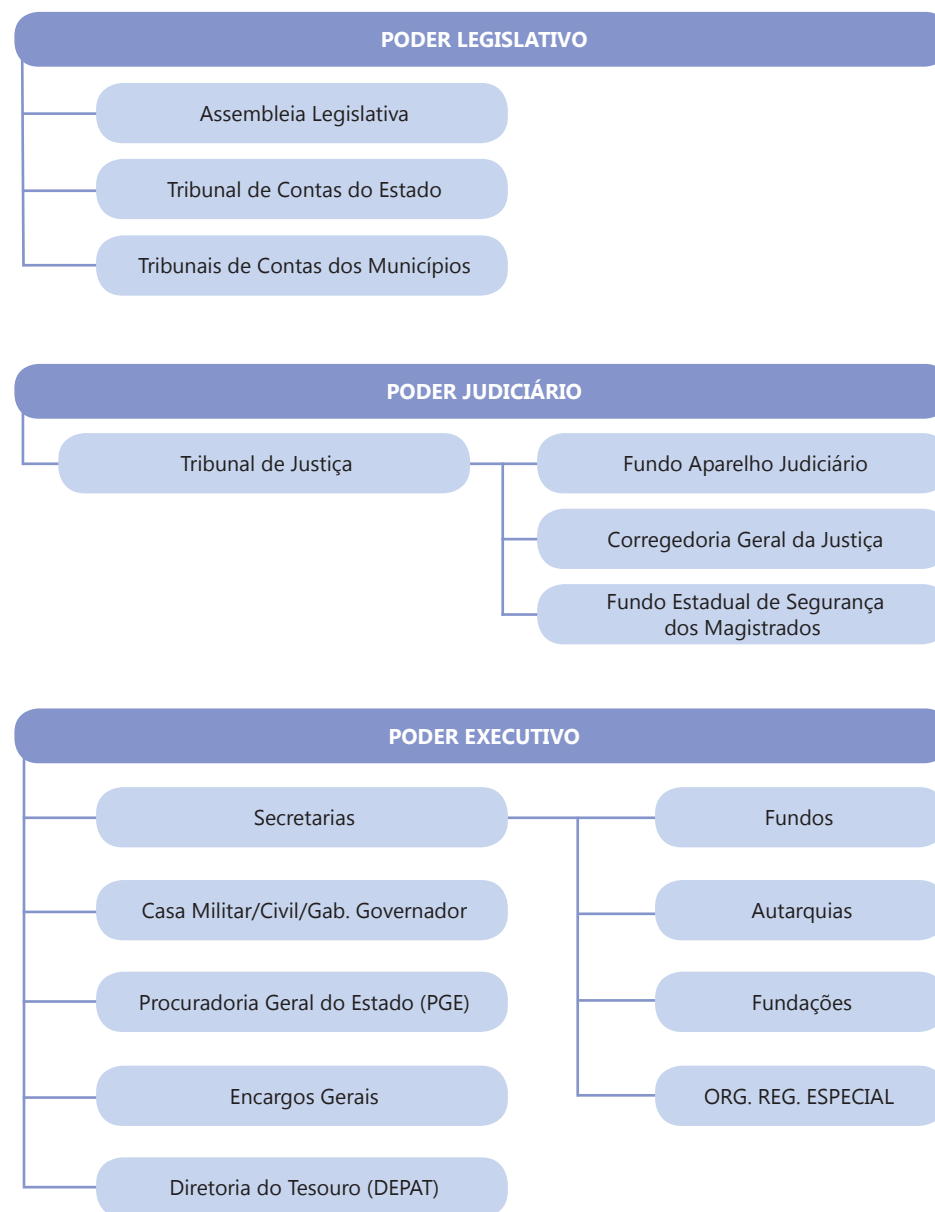 PODER LEGISLATIVO
Assembleia Legislativa
Tribunal de Contas do Estado
Tribunais de Contas dos Municípios
PODER JUDICIÁRIO
Tribunal de Justiça
Fundo Aparelho Judiciário
Corregedoria Geral da Justiça
Fundo Estadual de Segurança
dos Magistrados
PODER EXECUTIVO
Secretarias
Fundos
Casa Militar/Civil/Gab. Governador
Autarquias
Procuradoria Geral do Estado (PGE)
Fundações
Encargos Gerais
ORG. REG. ESPECIAL
Diretoria do Tesouro (DEPAT)